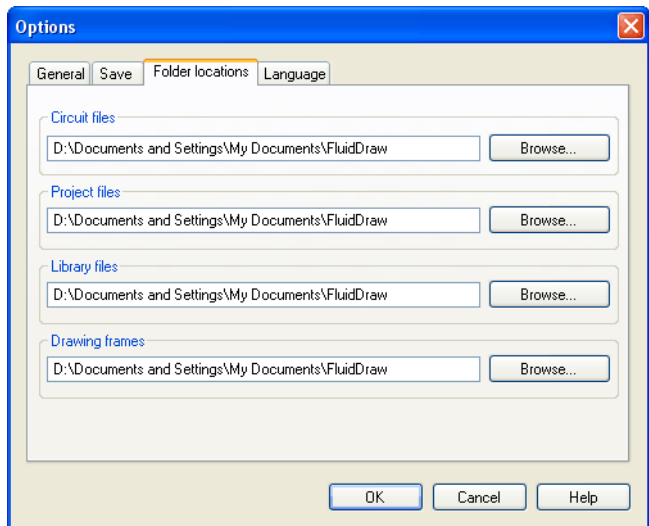 Options
General Save Folder locations Language
Circuit files
D:\Documents and Settings\My Documents\FluidDraw Browse...
Project files
D:\Documents and Settings\My Documents\FluidDraw Browse...
Library files
D:\Documents and Settings\My Documents\FluidDraw Browse...
Drawing frames
D:\Documents and Settings\My Documents\FluidDraw Browse...
OK Cancel Help